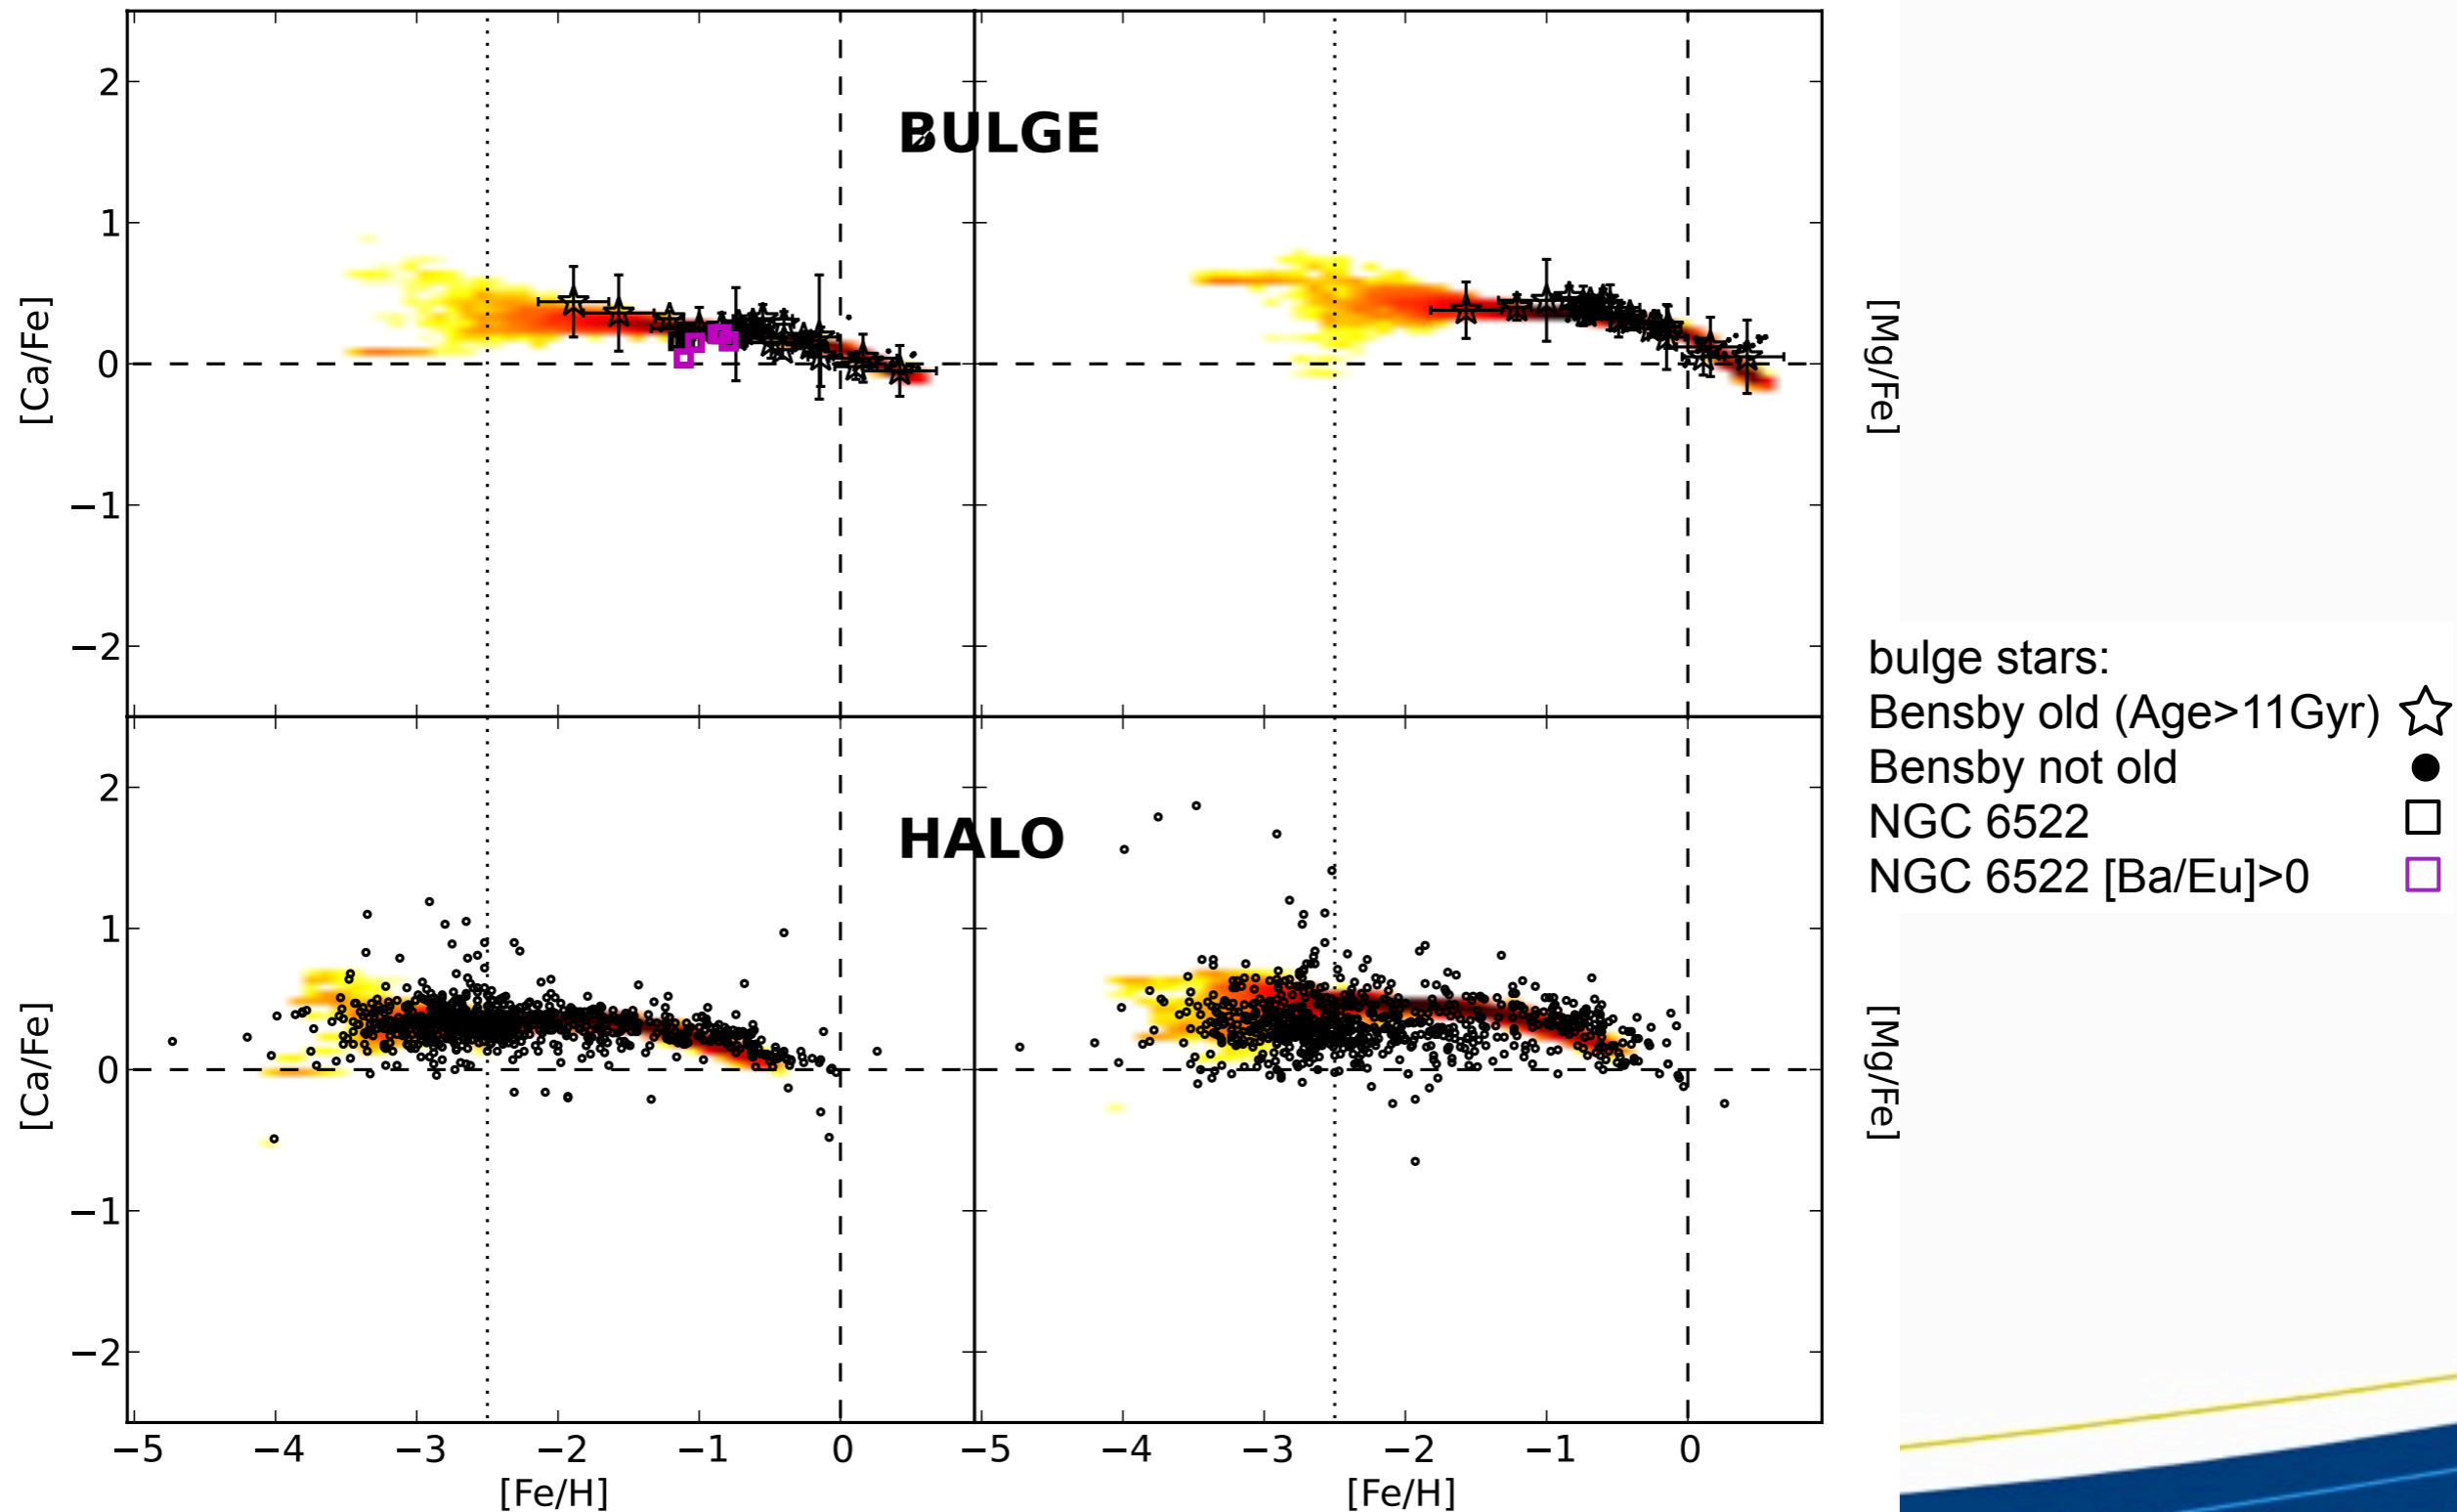 BULGE
2
1
0
−1
−2
[Ca/Fe]
[Mg/Fe]
bulge stars:
Bensby old (Age>11Gyr)
Bensby not old
NGC 6522
NGC 6522 [Ba/Eu]>0
HALO
2
1
0
−1
−2
[Ca/Fe]
[Mg/Fe]
−5 −4 −3 −2 −1 0 −5 −4 −3 −2 −1 0
[Fe/H] [Fe/H]